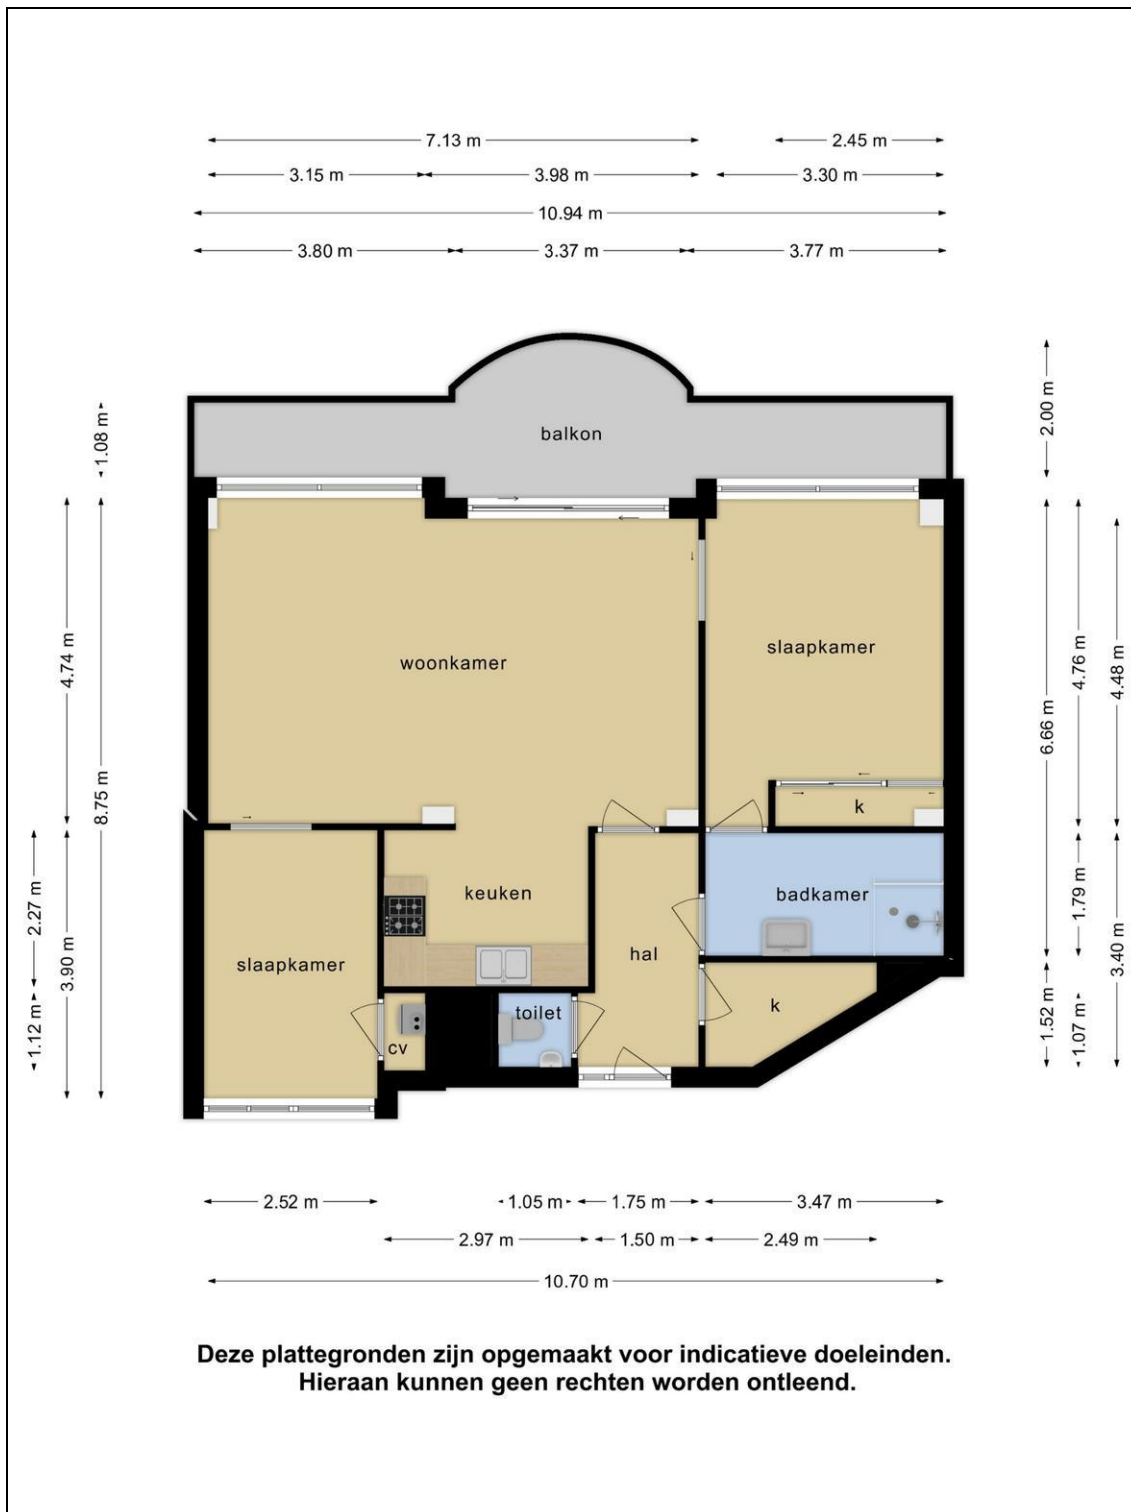 7.13 m
2.45 m
3.15 m
3.98 m
3.30 m
10.94 m
3.80 m
3.37 m
3.77 m
1.08 m
2.00 m
balkon
4.74 m
8.75 m
woonkamer
slaapkamer
6.66 m
4.76 m
4.48 m
k
2.27 m
3.90 m
1.12 m
keuken
badkamer
slaapkamer
hal
k
toilet
cv
1.79 m
3.40 m
1.52 m
1.07 m
2.52 m
1.05 m
1.75 m
3.47 m
2.97 m
1.50 m
2.49 m
10.70 m
Deze plattegronden zijn opgemaakt voor indicatieve doeleinden.
Hieraan kunnen geen rechten worden ontleend.